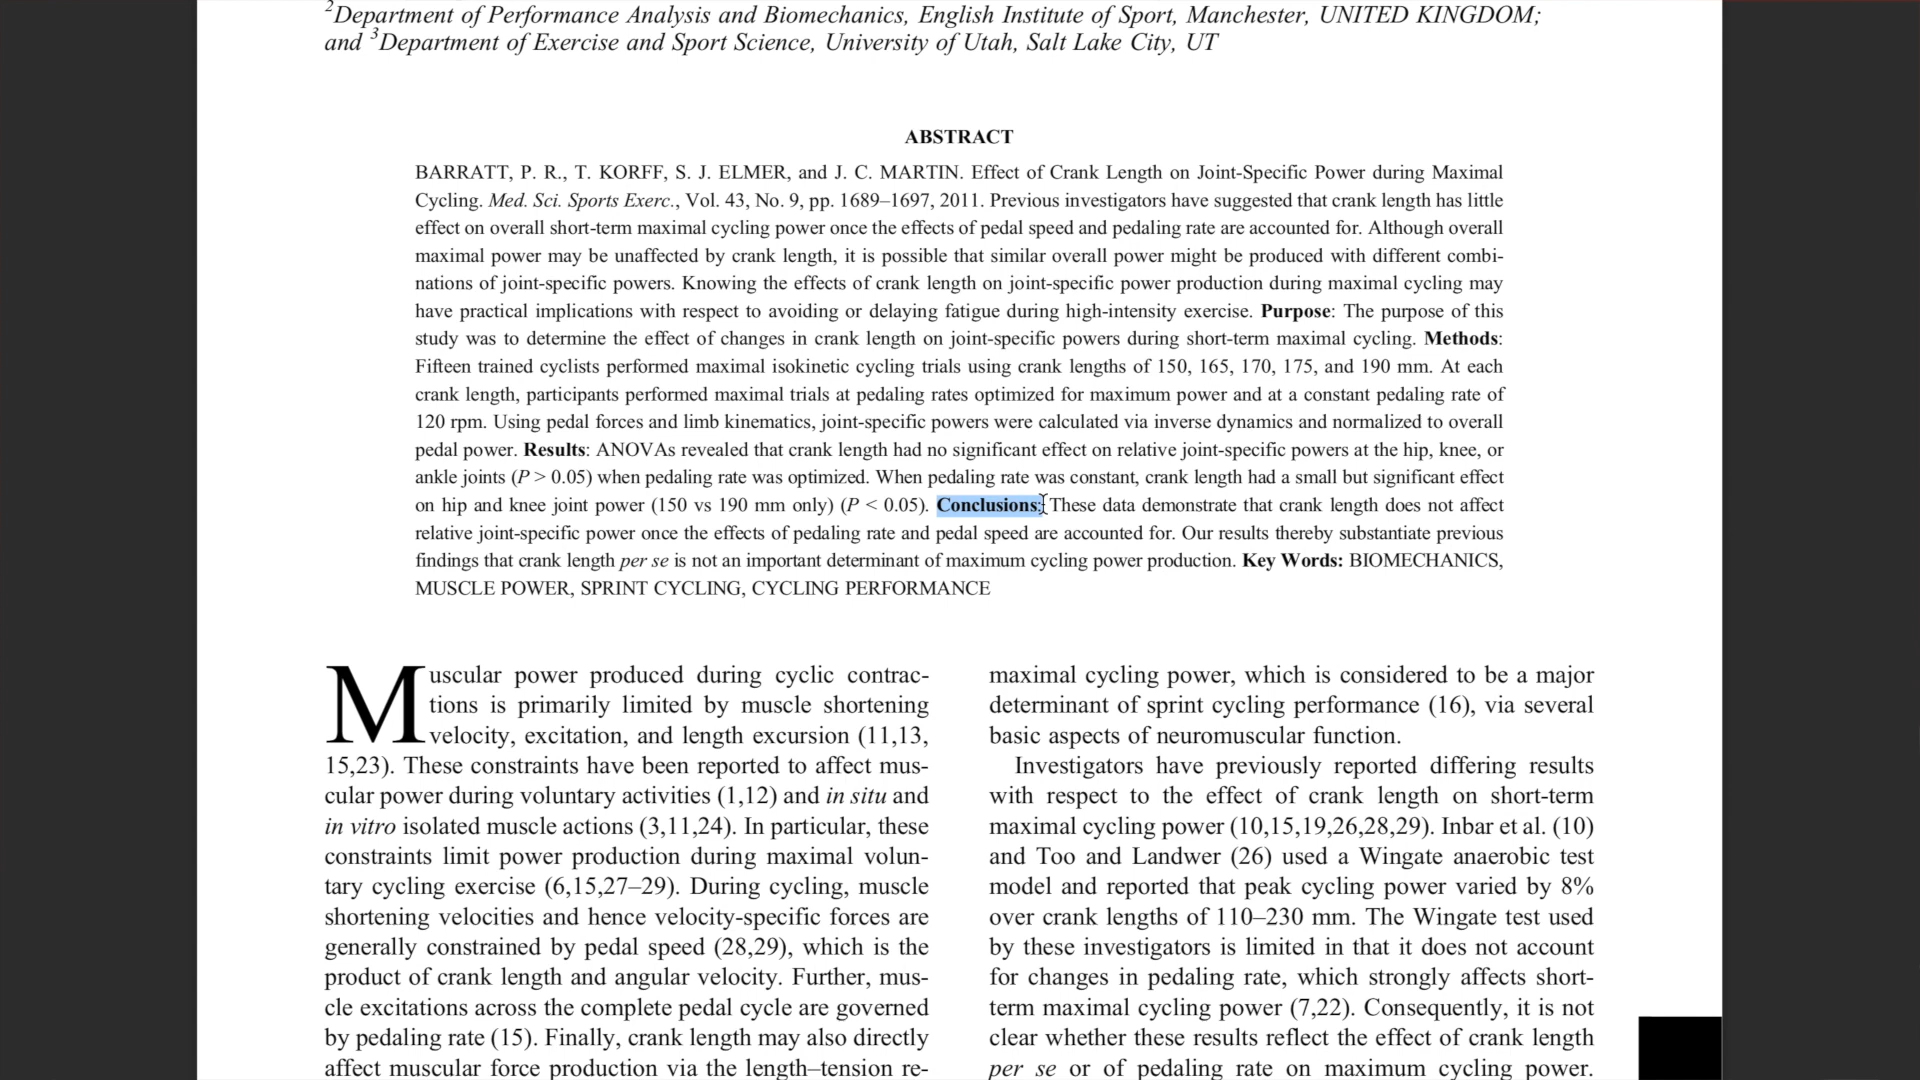 2Department of Performance Analysis and Biomechanics, English Institute of Sport, Manchester, UNITED KINGDOM;
and 3Department of Exercise and Sport Science, University of Utah, Salt Lake City, UT
ABSTRACT
BARRATT, P. R., T. KORFF, S. J. ELMER, and J. C. MARTIN. Effect of Crank Length on Joint-Specific Power during Maximal
Cycling. Med. Sci. Sports Exerc., Vol. 43, No. 9, pp. 1689–1697, 2011. Previous investigators have suggested that crank length has little
effect on overall short-term maximal cycling power once the effects of pedal speed and pedaling rate are accounted for. Although overall
maximal power may be unaffected by crank length, it is possible that similar overall power might be produced with different combi-
nations of joint-specific powers. Knowing the effects of crank length on joint-specific power production during maximal cycling may
have practical implications with respect to avoiding or delaying fatigue during high-intensity exercise. Purpose: The purpose of this
study was to determine the effect of changes in crank length on joint-specific powers during short-term maximal cycling. Methods:
Fifteen trained cyclists performed maximal isokinetic cycling trials using crank lengths of 150, 165, 170, 175, and 190 mm. At each
crank length, participants performed maximal trials at pedaling rates optimized for maximum power and at a constant pedaling rate of
120 rpm. Using pedal forces and limb kinematics, joint-specific powers were calculated via inverse dynamics and normalized to overall
pedal power. Results: ANOVAs revealed that crank length had no significant effect on relative joint-specific powers at the hip, knee, or
ankle joints (P > 0.05) when pedaling rate was optimized. When pedaling rate was constant, crank length had a small but significant effect
on hip and knee joint power (150 vs 190 mm only) (P < 0.05). Conclusions: These data demonstrate that crank length does not affect
relative joint-specific power once the effects of pedaling rate and pedal speed are accounted for. Our results thereby substantiate previous
findings that crank length per se is not an important determinant of maximum cycling power production. Key Words: BIOMECHANICS,
MUSCLE POWER, SPRINT CYCLING, CYCLING PERFORMANCE
Muscular power produced during cyclic contrac-
tions is primarily limited by muscle shortening
velocity, excitation, and length excursion (11,13,
15,23). These constraints have been reported to affect mus-
cular power during voluntary activities (1,12) and in situ and
in vitro isolated muscle actions (3,11,24). In particular, these
constraints limit power production during maximal volun-
tary cycling exercise (6,15,27–29). During cycling, muscle
shortening velocities and hence velocity-specific forces are
generally constrained by pedal speed (28,29), which is the
product of crank length and angular velocity. Further, mus-
cle excitations across the complete pedal cycle are governed
by pedaling rate (15). Finally, crank length may also directly
affect muscular force production via the length–tension re-
maximal cycling power, which is considered to be a major
determinant of sprint cycling performance (16), via several
basic aspects of neuromuscular function.
Investigators have previously reported differing results
with respect to the effect of crank length on short-term
maximal cycling power (10,15,19,26,28,29). Inbar et al. (10)
and Too and Landwer (26) used a Wingate anaerobic test
model and reported that peak cycling power varied by 8%
over crank lengths of 110–230 mm. The Wingate test used
by these investigators is limited in that it does not account
for changes in pedaling rate, which strongly affects short-
term maximal cycling power (7,22). Consequently, it is not
clear whether these results reflect the effect of crank length
per se or of pedaling rate on maximum cycling power.